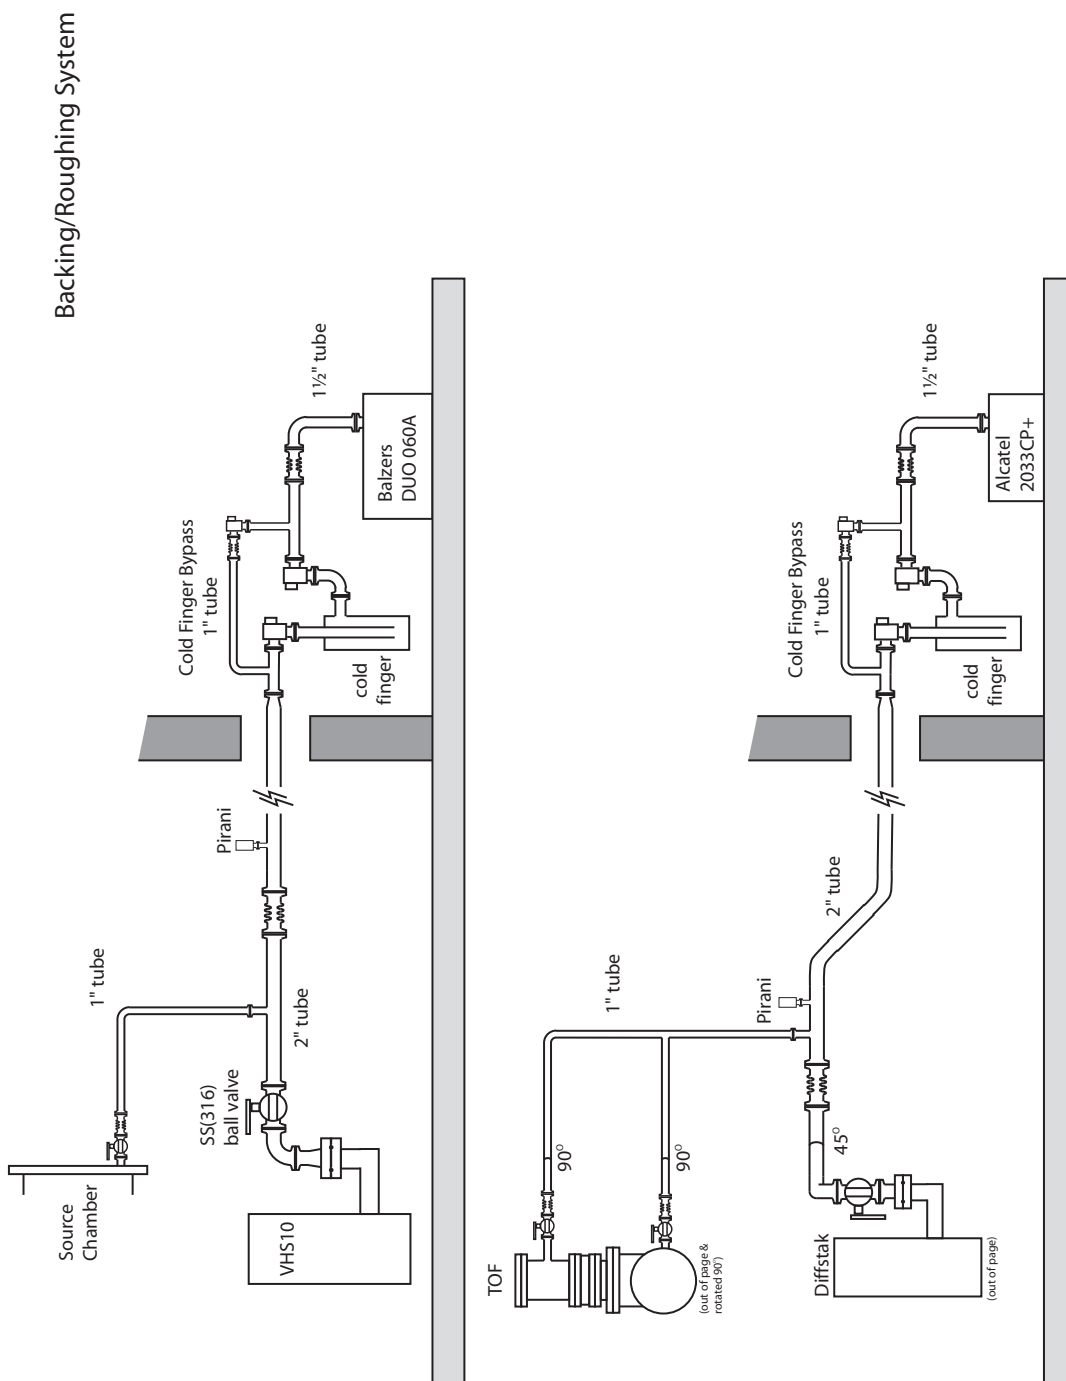 Backing/Roughing System
Source
Chamber
1" tube
VHS10
SS(316)
ball valve
2" tube
Pirani
Cold Finger Bypass
1" tube
cold
finger
1½" tube
Balzers
DUO 060A
TOF
(out of page &
rotated 90°)
90°
90°
1" tube
Diffstak
(out of page)
45°
Pirani
2" tube
Cold Finger Bypass
1" tube
cold
finger
1½" tube
Alcatel
2033CP+